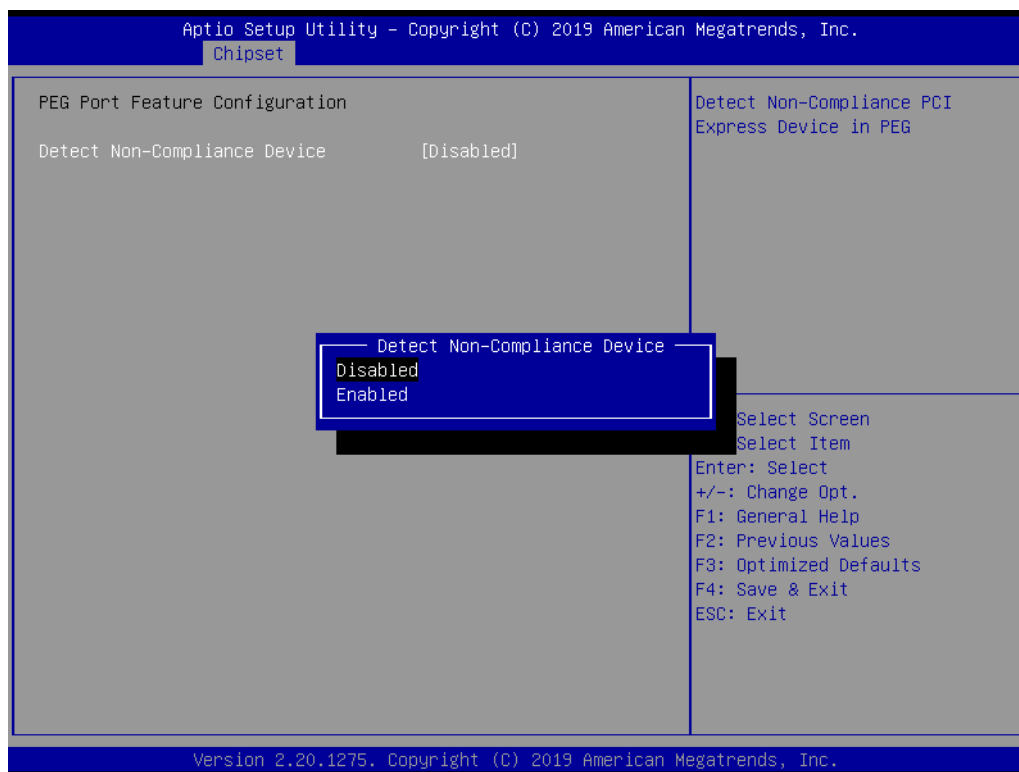 Aptio Setup Utility – Copyright (C) 2019 American Megatrends, Inc.
Chipset
PEG Port Feature Configuration
Detect Non-Compliance Device [Disabled]
Detect Non-Compliance PCI
Express Device in PEG
Detect Non-Compliance Device
Disabled
Enabled
Select Screen
Select Item
Enter: Select
+/-: Change Opt.
F1: General Help
F2: Previous Values
F3: Optimized Defaults
F4: Save & Exit
ESC: Exit
Version 2.20.1275. Copyright (C) 2019 American Megatrends, Inc.